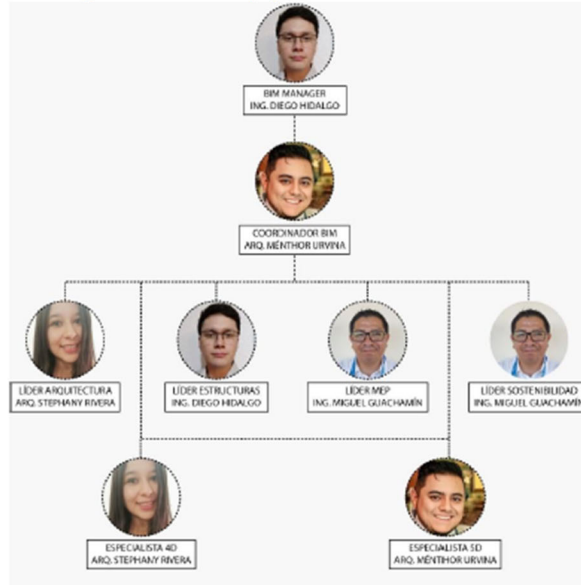 BIM MANAGER
ING. DIEGO HIDALGO
COORDINADOR BIM
ARQ. MÉNTHOR URVINA
LÍDER ARQUITECTURA
ARQ. STEPHANY RIVERA
LÍDER ESTRUCTURAS
ING. DIEGO HIDALGO
LÍDER MEP
ING. MIGUEL GUACHAMÍN
LÍDER SOSTENIBILIDAD
ING. MIGUEL GUACHAMÍN
ESPECIALISTA 4D
ARQ. STEPHANY RIVERA
ESPECIALISTA 5D
ARQ. MÉNTIHOR URVINA